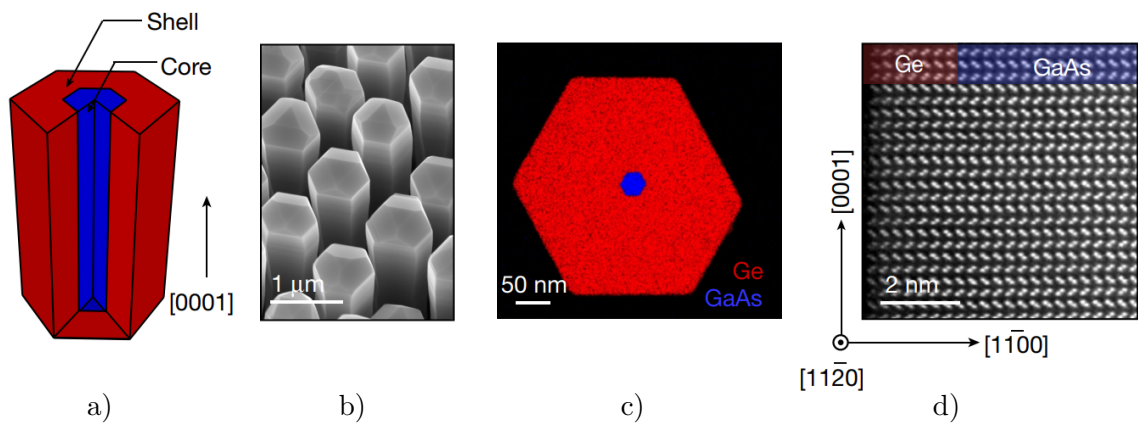 Shell
Core
[0001]
1 μm
50 nm
Ge
GaAs
Ge
GaAs
[0001]
2 nm
[11̅00]
[112̅0]
a)
b)
c)
d)